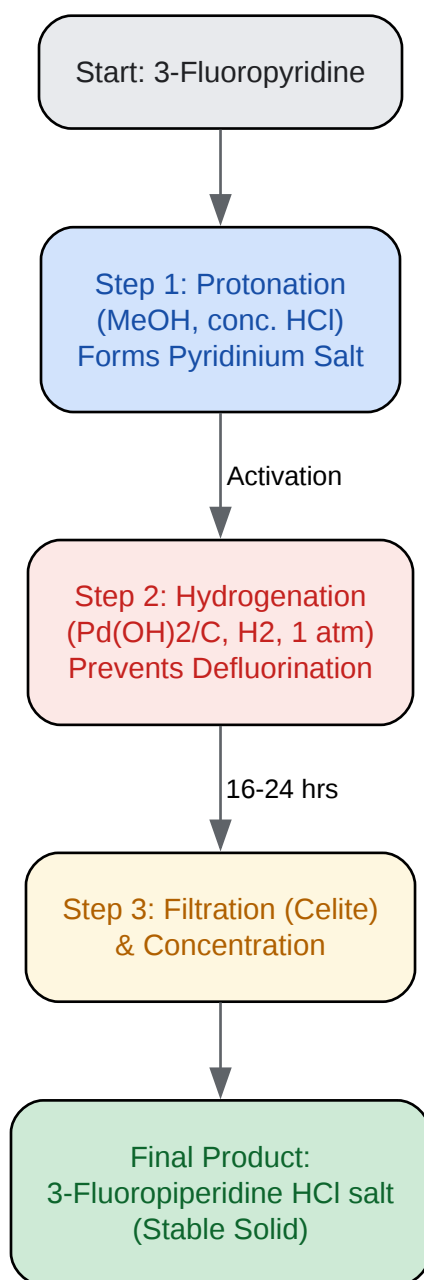 Start: 3-Fluoropyridine
Step 1: Protonation
(MeOH, conc. HCl)
Forms Pyridinium Salt
Activation
Step 2: Hydrogenation
(Pd(OH)2/C, H2, 1 atm)
Prevents Defluorination
16-24 hrs
Step 3: Filtration (Celite)
& Concentration
Final Product:
3-Fluoropiperidine HCl salt
(Stable Solid)